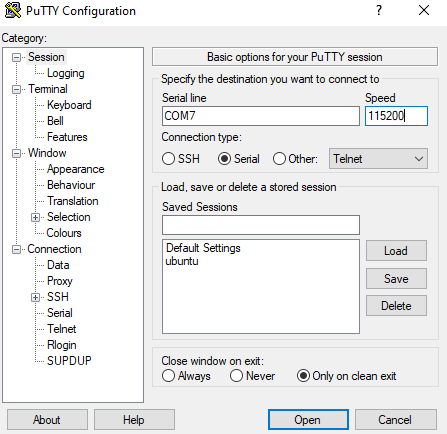 PuTTY Configuration
? ×
Category:
Session
Logging
Terminal
Keyboard
Bell
Features
Window
Appearance
Behaviour
Translation
Selection
Colours
Connection
Data
Proxy
SSH
Serial
Telnet
Rlogin
SUPDUP
Basic options for your PuTTY session
Specify the destination you want to connect to
Serial line Speed
COM7 115200
Connection type:
SSH Serial Other: Telnet
Load, save or delete a stored session
Saved Sessions
Default Settings
ubuntu
Load
Save
Delete
Close window on exit:
Always Never Only on clean exit
About Help Open Cancel